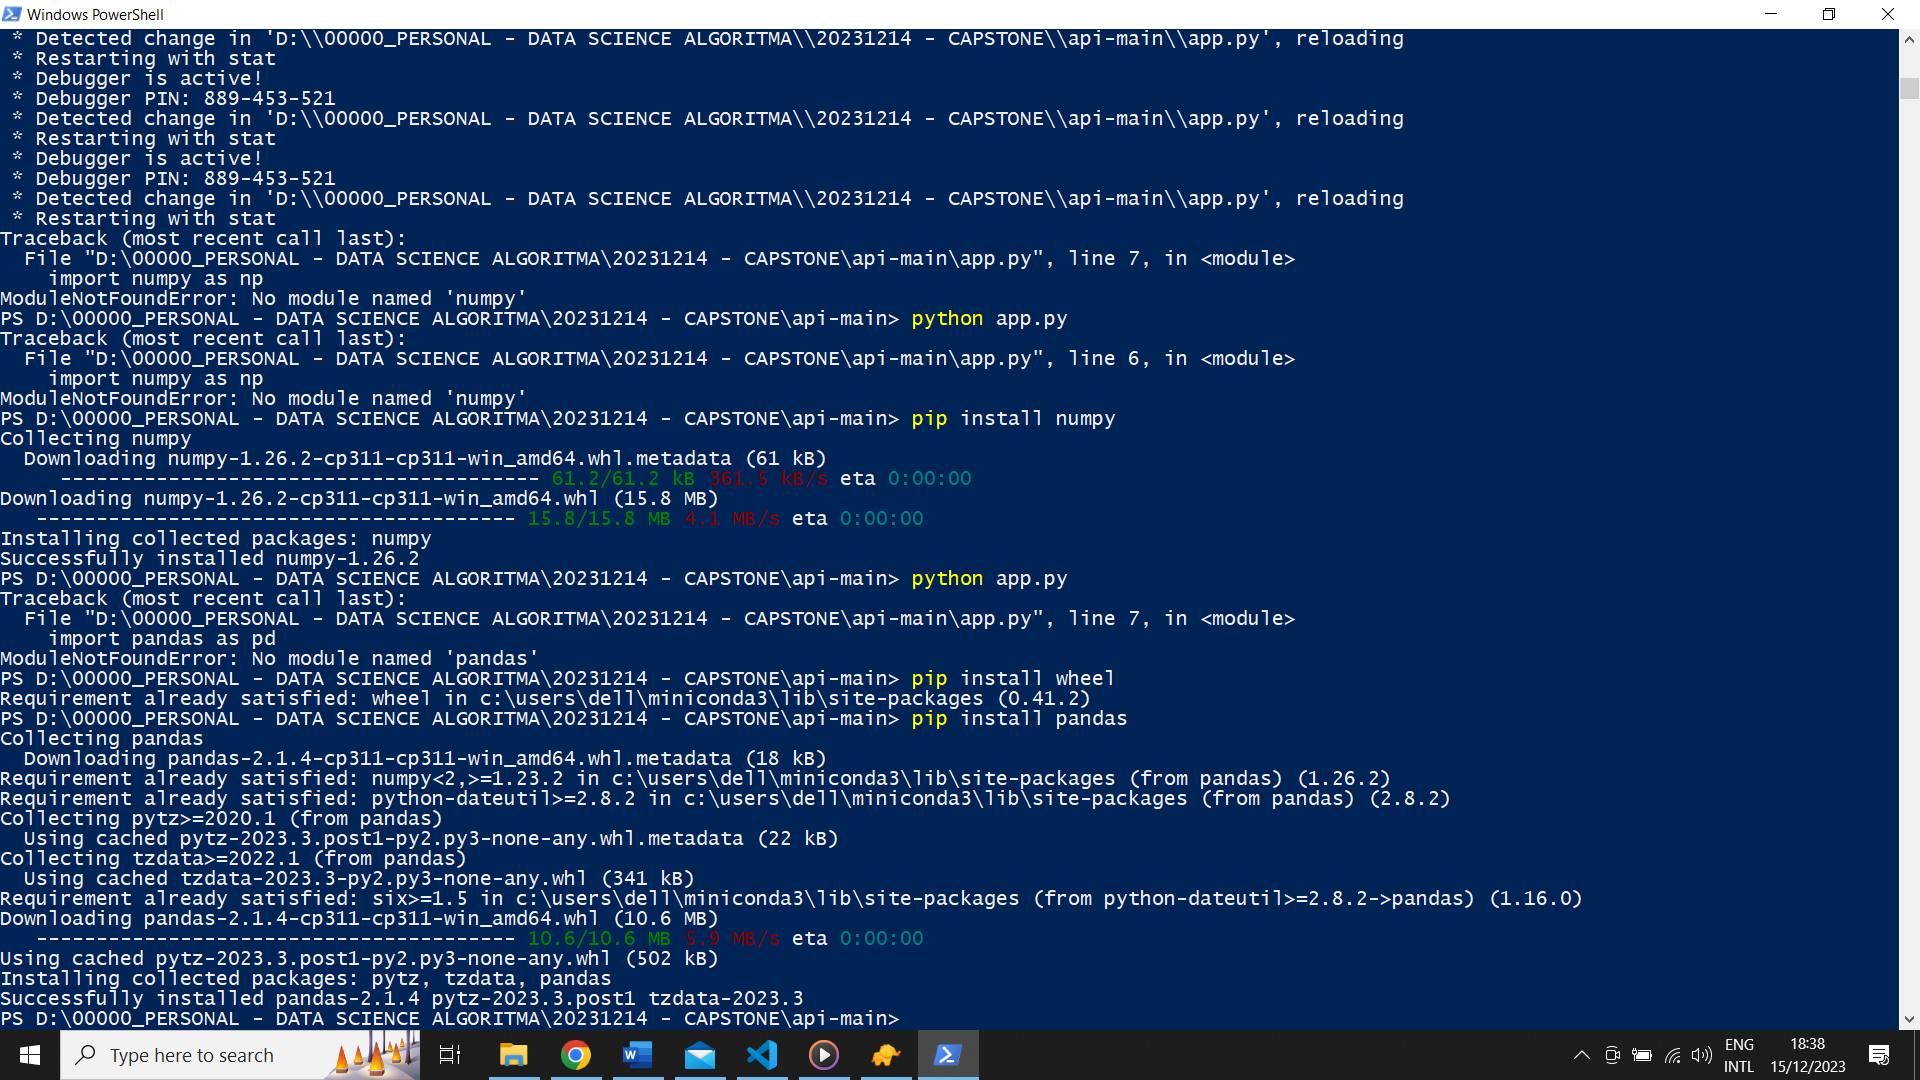 Windows PowerShell
 * Detected change in 'D:\\00000_PERSONAL - DATA SCIENCE ALGORITMA\\20231214 - CAPSTONE\\api-main\\app.py', reloading
 * Restarting with stat
 * Debugger is active!
 * Debugger PIN: 889-453-521
 * Detected change in 'D:\\00000_PERSONAL - DATA SCIENCE ALGORITMA\\20231214 - CAPSTONE\\api-main\\app.py', reloading
 * Restarting with stat
 * Debugger is active!
 * Debugger PIN: 889-453-521
 * Detected change in 'D:\\00000_PERSONAL - DATA SCIENCE ALGORITMA\\20231214 - CAPSTONE\\api-main\\app.py', reloading
 * Restarting with stat
Traceback (most recent call last):
  File "D:\00000_PERSONAL - DATA SCIENCE ALGORITMA\20231214 - CAPSTONE\api-main\app.py", line 7, in <module>
    import numpy as np
ModuleNotFoundError: No module named 'numpy'
PS D:\00000_PERSONAL - DATA SCIENCE ALGORITMA\20231214 - CAPSTONE\api-main> python app.py
Traceback (most recent call last):
  File "D:\00000_PERSONAL - DATA SCIENCE ALGORITMA\20231214 - CAPSTONE\api-main\app.py", line 6, in <module>
    import numpy as np
ModuleNotFoundError: No module named 'numpy'
PS D:\00000_PERSONAL - DATA SCIENCE ALGORITMA\20231214 - CAPSTONE\api-main> pip install numpy
Collecting numpy
  Downloading numpy-1.26.2-cp311-cp311-win_amd64.whl.metadata (61 kB)
     ---------------------------------------- 61.2/61.2 kB 361.5 kB/s eta 0:00:00
Downloading numpy-1.26.2-cp311-cp311-win_amd64.whl (15.8 MB)
   ---------------------------------------- 15.8/15.8 MB 4.1 MB/s eta 0:00:00
Installing collected packages: numpy
Successfully installed numpy-1.26.2
PS D:\00000_PERSONAL - DATA SCIENCE ALGORITMA\20231214 - CAPSTONE\api-main> python app.py
Traceback (most recent call last):
  File "D:\00000_PERSONAL - DATA SCIENCE ALGORITMA\20231214 - CAPSTONE\api-main\app.py", line 7, in <module>
    import pandas as pd
ModuleNotFoundError: No module named 'pandas'
PS D:\00000_PERSONAL - DATA SCIENCE ALGORITMA\20231214 - CAPSTONE\api-main> pip install wheel
Requirement already satisfied: wheel in c:\users\dell\miniconda3\lib\site-packages (0.41.2)
PS D:\00000_PERSONAL - DATA SCIENCE ALGORITMA\20231214 - CAPSTONE\api-main> pip install pandas
Collecting pandas
  Downloading pandas-2.1.4-cp311-cp311-win_amd64.whl.metadata (18 kB)
Requirement already satisfied: numpy<2,>=1.23.2 in c:\users\dell\miniconda3\lib\site-packages (from pandas) (1.26.2)
Requirement already satisfied: python-dateutil>=2.8.2 in c:\users\dell\miniconda3\lib\site-packages (from pandas) (2.8.2)
Collecting pytz>=2020.1 (from pandas)
  Using cached pytz-2023.3.post1-py2.py3-none-any.whl.metadata (22 kB)
Collecting tzdata>=2022.1 (from pandas)
  Using cached tzdata-2023.3-py2.py3-none-any.whl (341 kB)
Requirement already satisfied: six>=1.5 in c:\users\dell\miniconda3\lib\site-packages (from python-dateutil>=2.8.2->pandas) (1.16.0)
Downloading pandas-2.1.4-cp311-cp311-win_amd64.whl (10.6 MB)
   ---------------------------------------- 10.6/10.6 MB 5.9 MB/s eta 0:00:00
Using cached pytz-2023.3.post1-py2.py3-none-any.whl (502 kB)
Installing collected packages: pytz, tzdata, pandas
Successfully installed pandas-2.1.4 pytz-2023.3.post1 tzdata-2023.3
PS D:\00000_PERSONAL - DATA SCIENCE ALGORITMA\20231214 - CAPSTONE\api-main>
Type here to search
ENG
INTL
18:38
15/12/2023